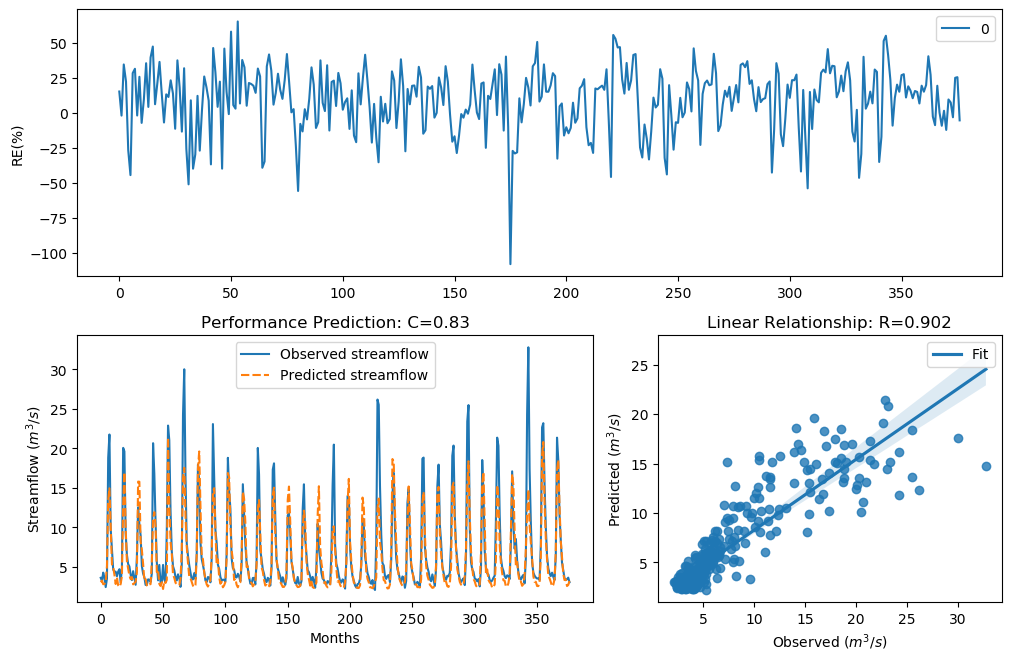 RE(%)
50
25
0
−25
−50
−75
−100
0
0 50 100 150 200 250 300 350
Performance Prediction: C=0.83
Streamflow (m³/s)
30
25
20
15
10
5
Observed streamflow
Predicted streamflow
0 50 100 150 200 250 300 350
Months
Linear Relationship: R=0.902
Predicted (m³/s)
25
20
15
10
5
Fit
5 10 15 20 25 30
Observed (m³/s)